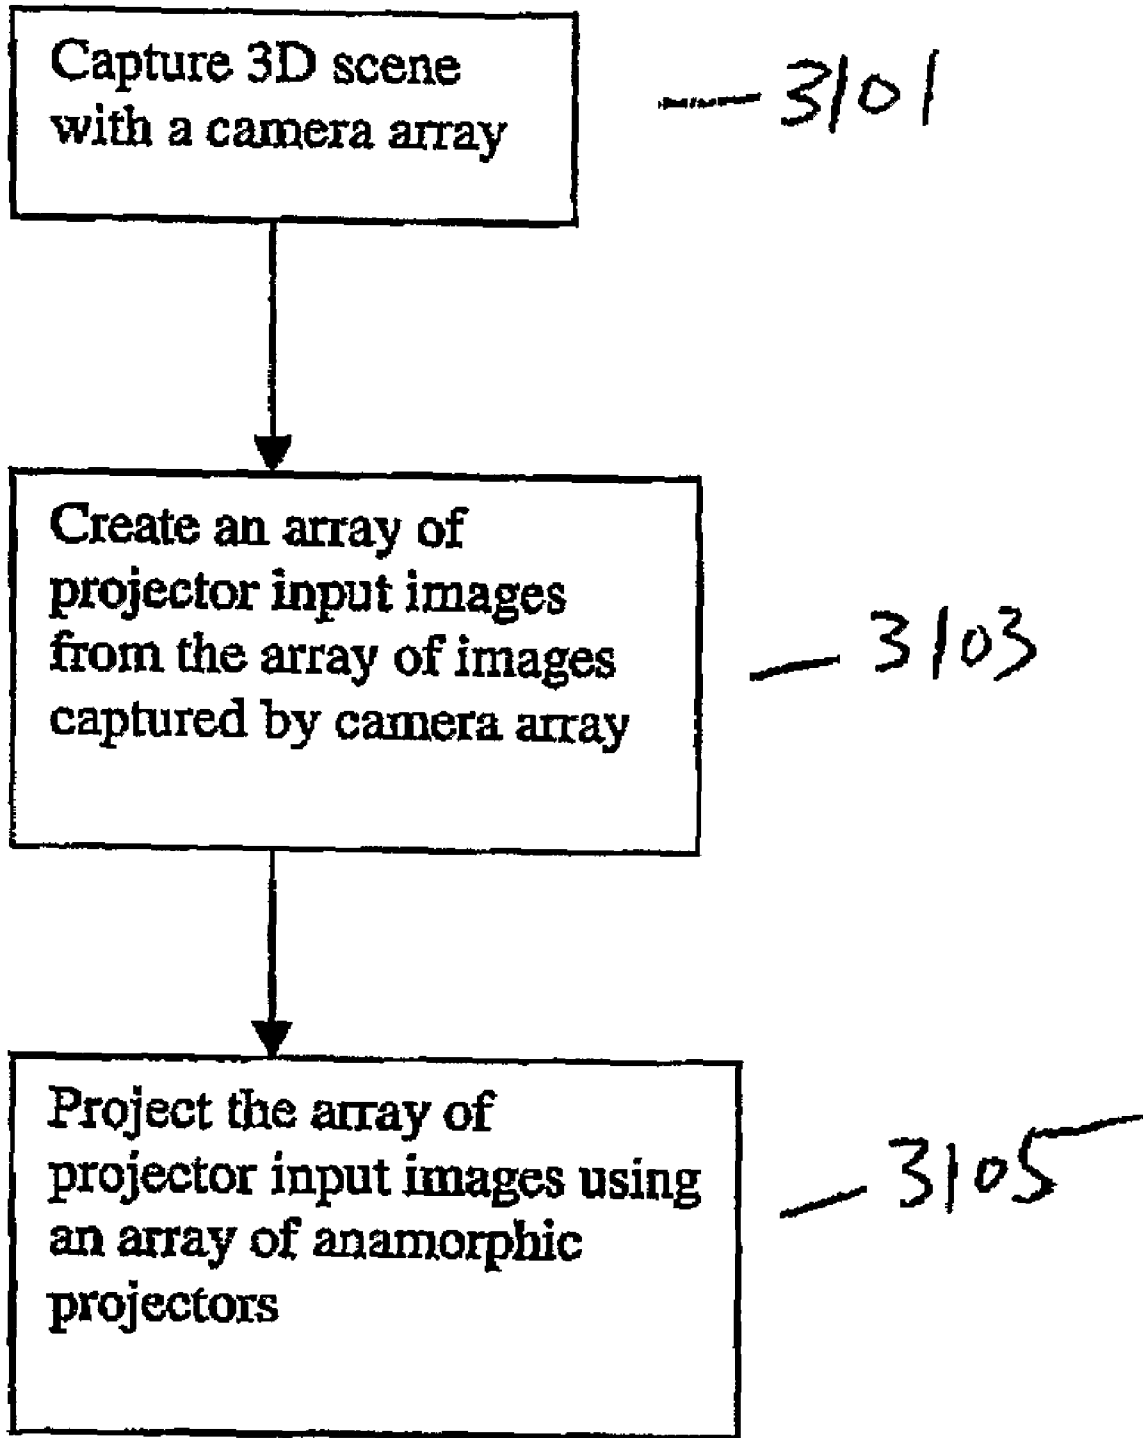 Capture 3D scene
with a camera array
3101
Create an array of
projector input images
from the array of images
captured by camera array
3103
Project the array of
projector input images using
an array of anamorphic
projectors
3105